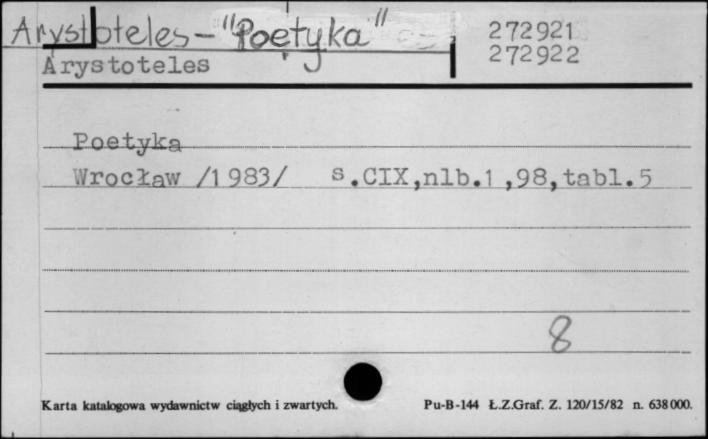 Arystoteles - "Poetyka"
272921
272922
Arystoteles
Poetyka
Wrocław /1983/ s.CIX,nlb.1,98,tabl.5
8
Karta katalogowa wydawnictw ciągłych i zwartych. Pu-B-144 Ł.Z.Graf. Z. 120/15/82 n. 638000.